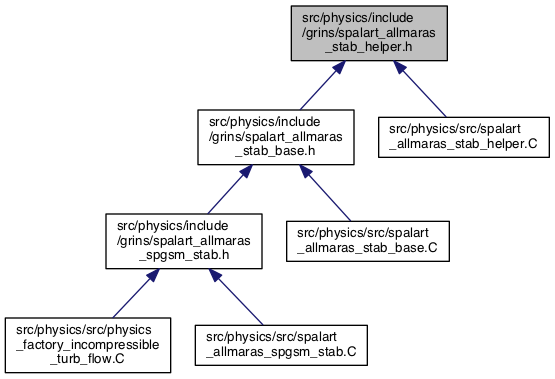 src/physics/include
/grins/spalart_allmaras
_stab_helper.h
src/physics/include
/grins/spalart_allmaras
_stab_base.h
src/physics/src/spalart
_allmaras_stab_helper.C
src/physics/include
/grins/spalart_allmaras
_spgsm_stab.h
src/physics/src/spalart
_allmaras_stab_base.C
src/physics/src/physics
_factory_incompressible
_turb_flow.C
src/physics/src/spalart
_allmaras_spgsm_stab.C